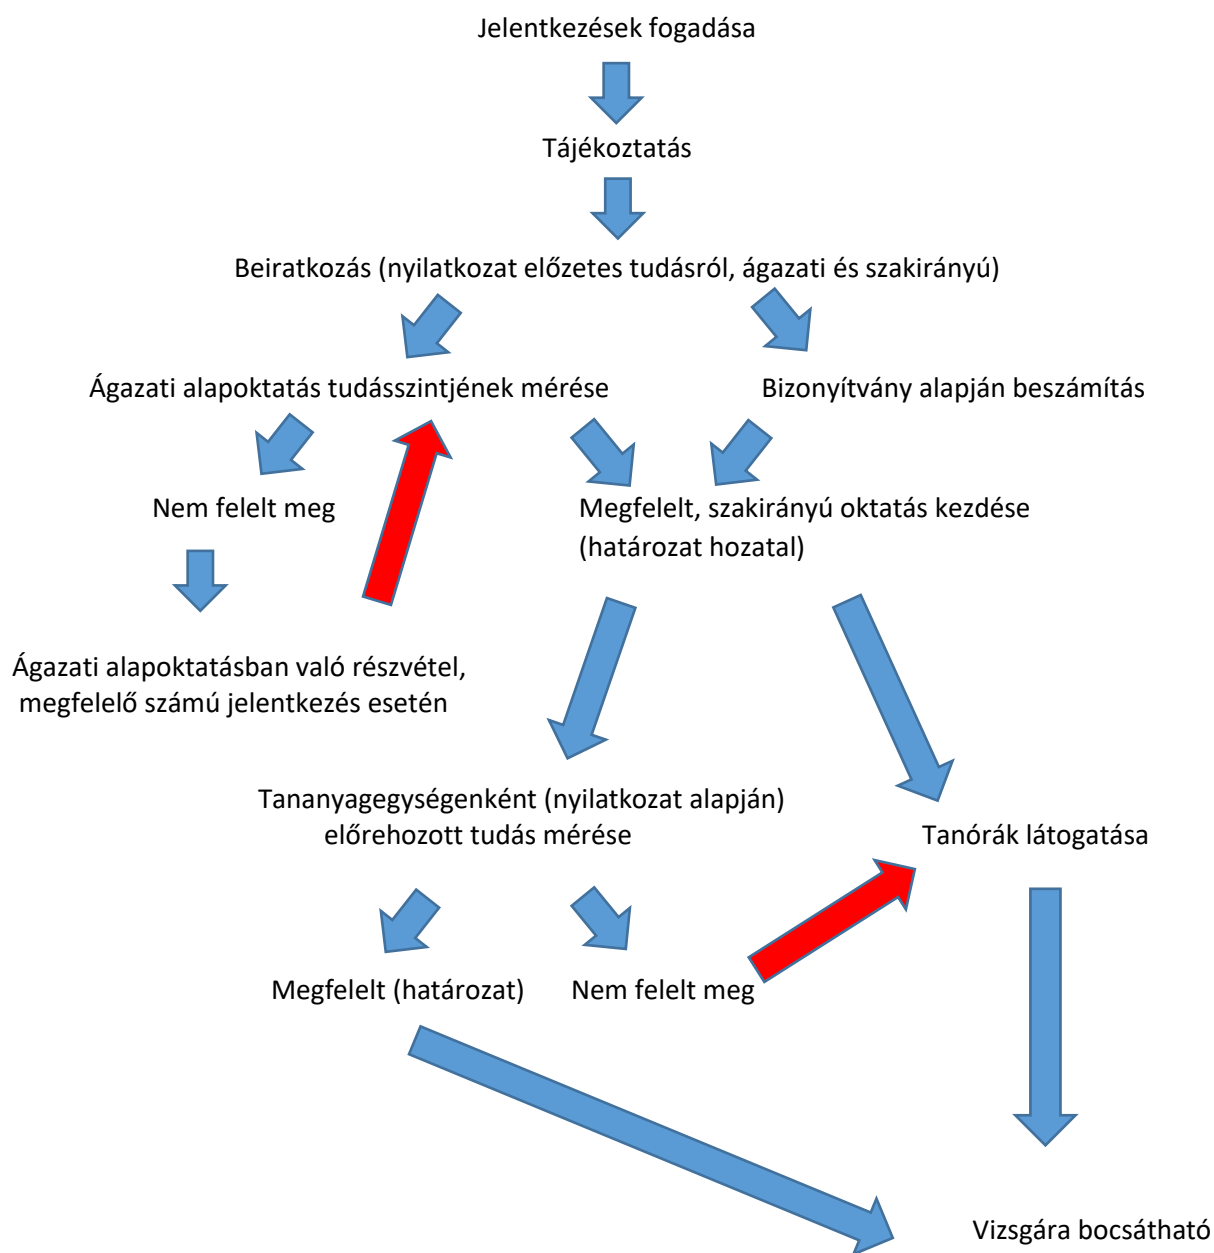 Jelentkezések fogadása
Tájékoztatás
Beiratkozás (nyilatkozat előzetes tudásról, ágazati és szakirányú)
Ágazati alapoktatás tudásszintjének mérése
Bizonyítvány alapján beszámítás
Nem felelt meg
Megfelelt, szakirányú oktatás kezdése
(határozat hozatal)
Ágazati alapoktatásban való részvétel,
megfelelő számú jelentkezés esetén
Tananyagegységenként (nyilatkozat alapján)
előrehozott tudás mérése
Tanórák látogatása
Megfelelt (határozat)
Nem felelt meg
Vizsgára bocsátható